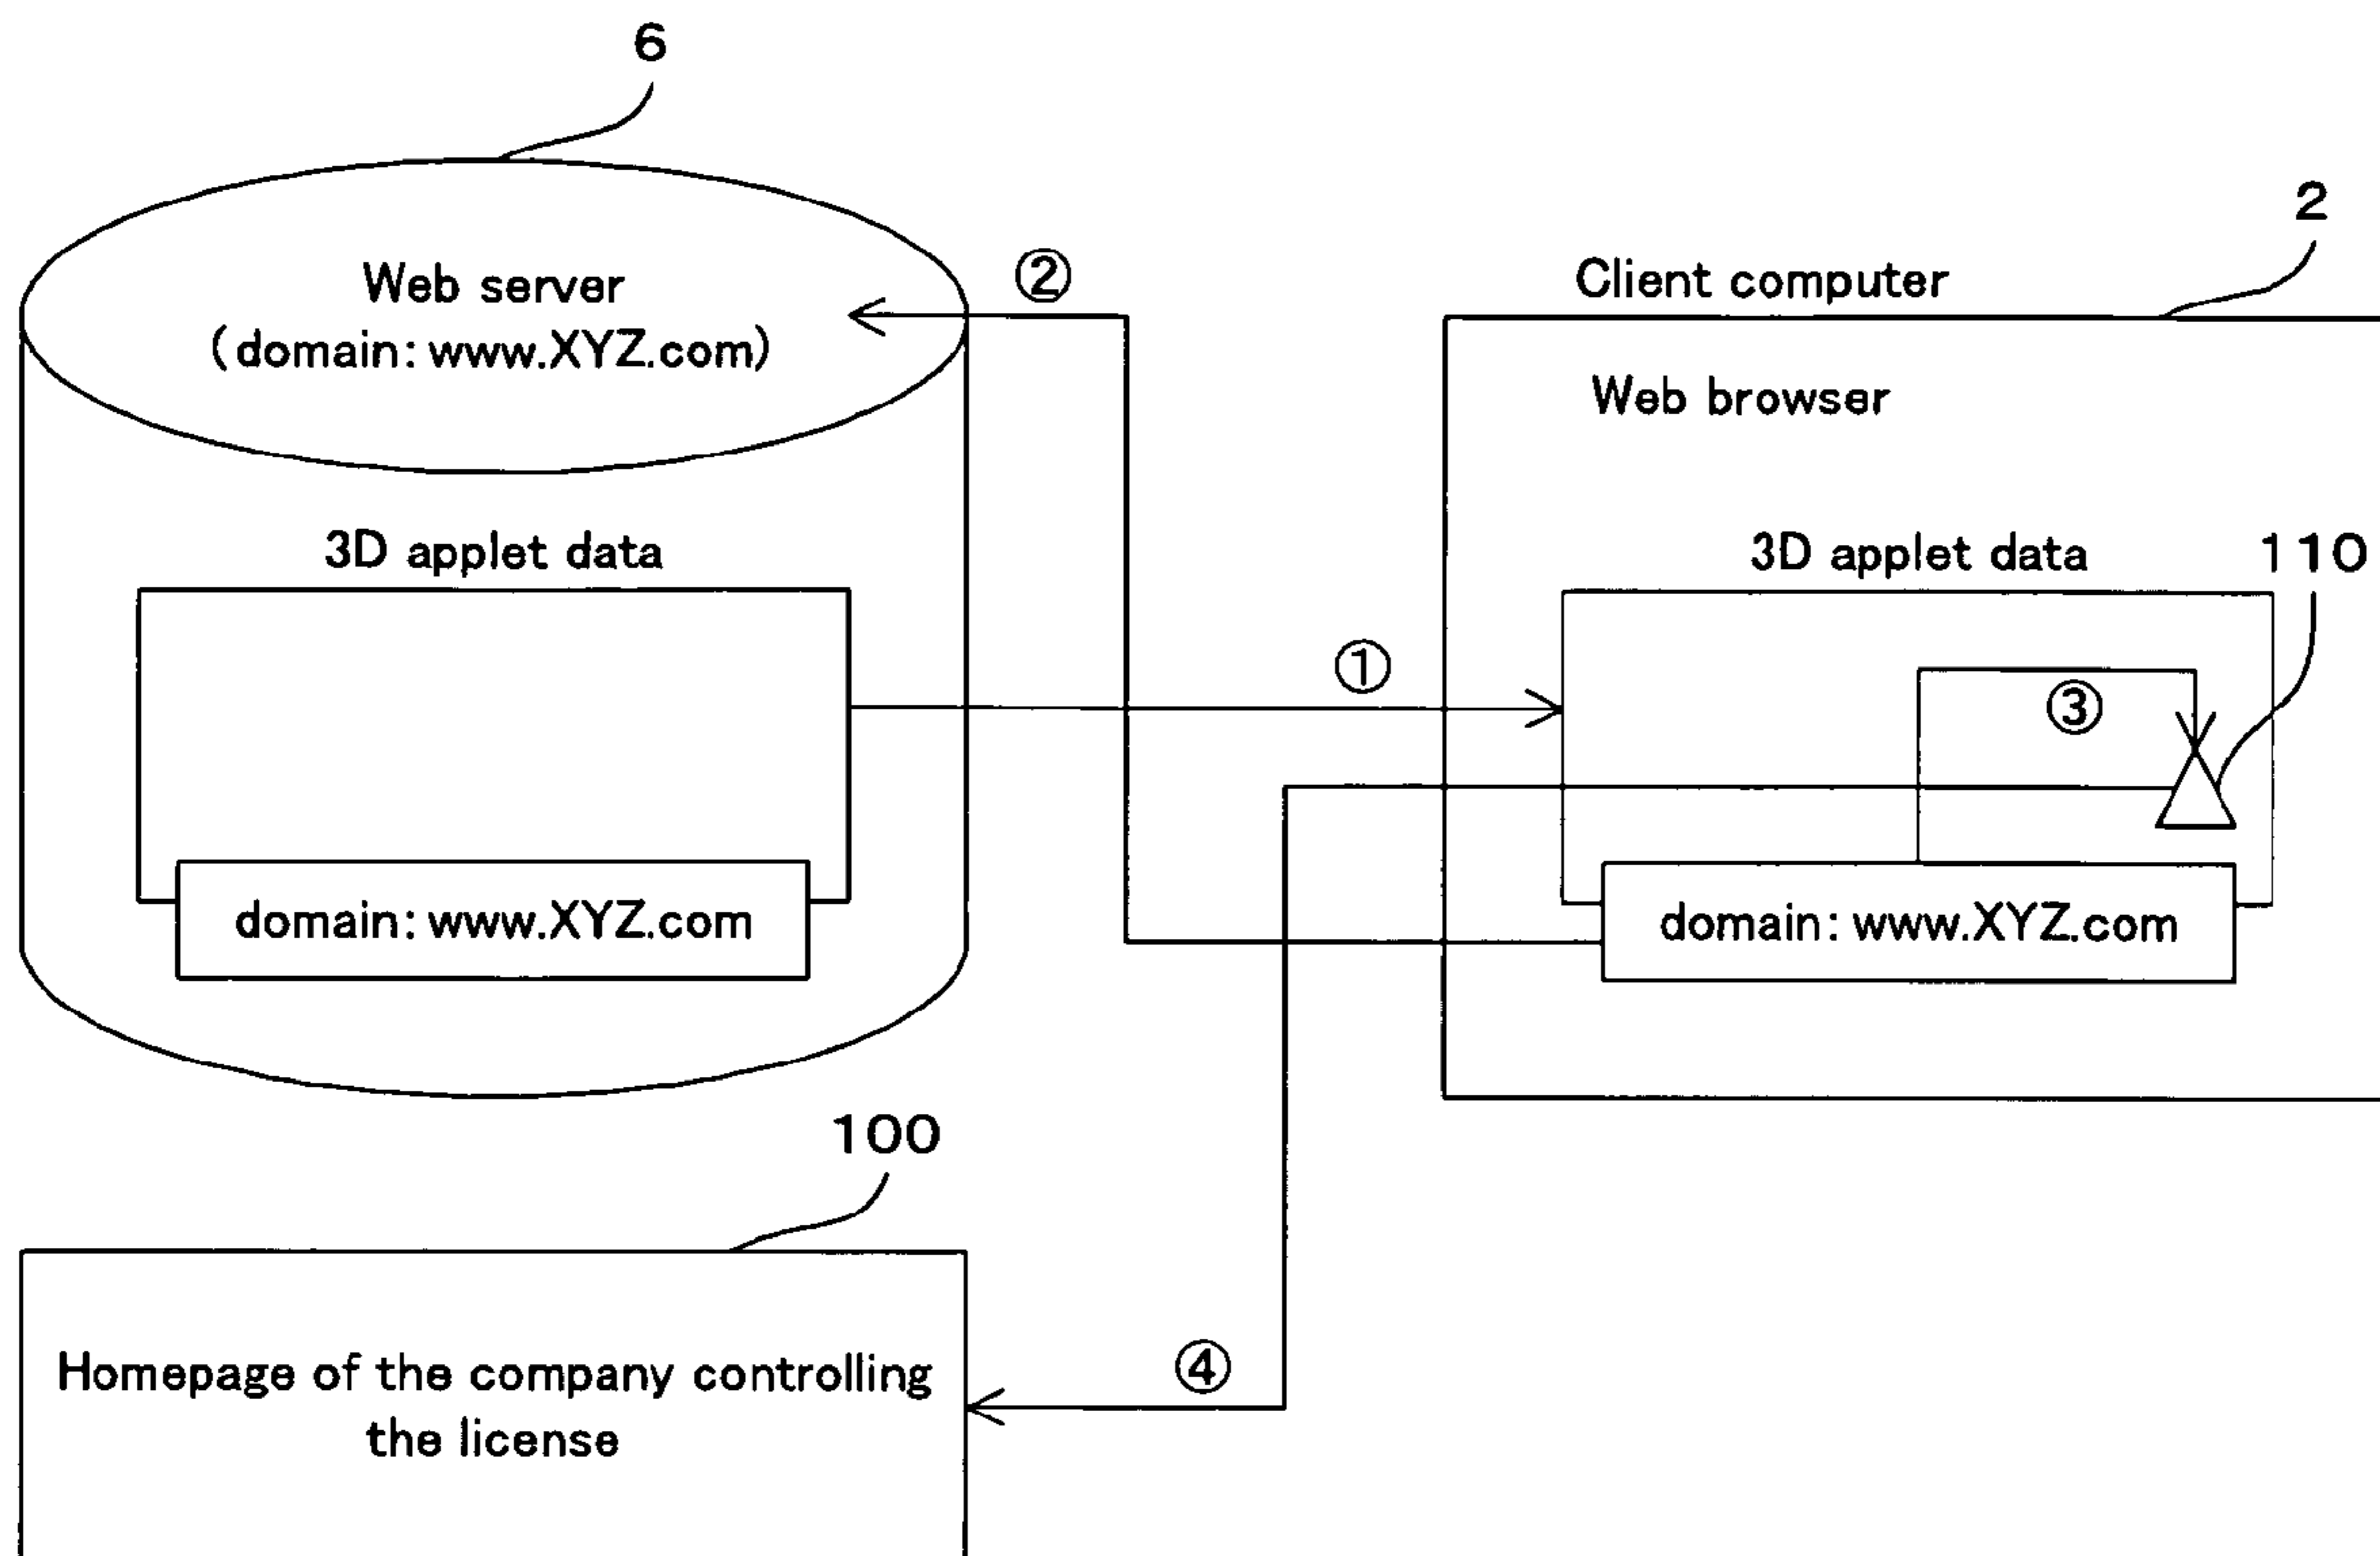 6
Web server
(domain: www.XYZ.com)
②
2
Client computer
Web browser
3D applet data
domain: www.XYZ.com
①
3D applet data
110
③
domain: www.XYZ.com
100
Homepage of the company controlling
the license
④